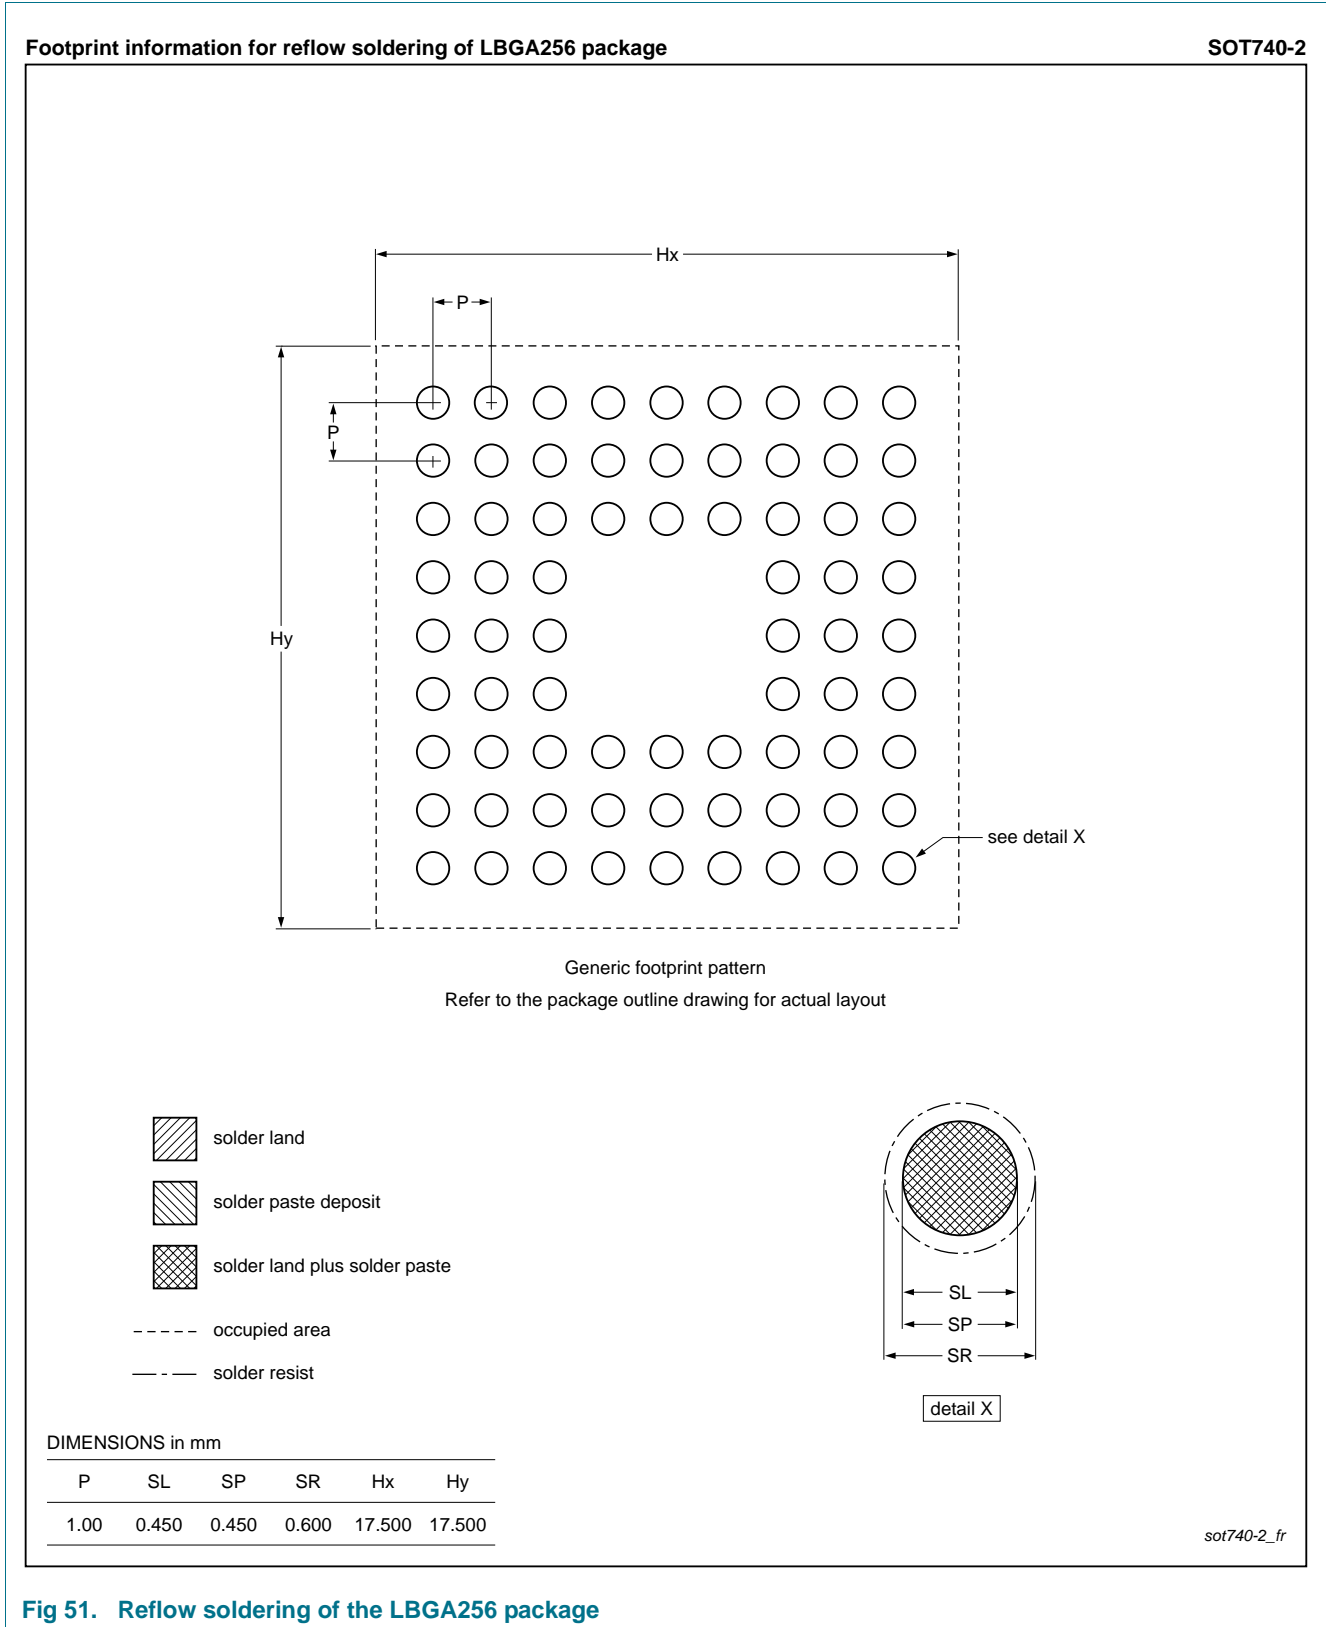 Footprint information for reflow soldering of LBGA256 package SOT740-2
Hx
P
P
Hy
see detail X
Generic footprint pattern
Refer to the package outline drawing for actual layout
solder land
solder paste deposit
solder land plus solder paste
occupied area
solder resist
SL
SP
SR
detail X
DIMENSIONS in mm
P SL SP SR Hx Hy
1.00 0.450 0.450 0.600 17.500 17.500
sot740-2_fr
Fig 51. Reflow soldering of the LBGA256 package